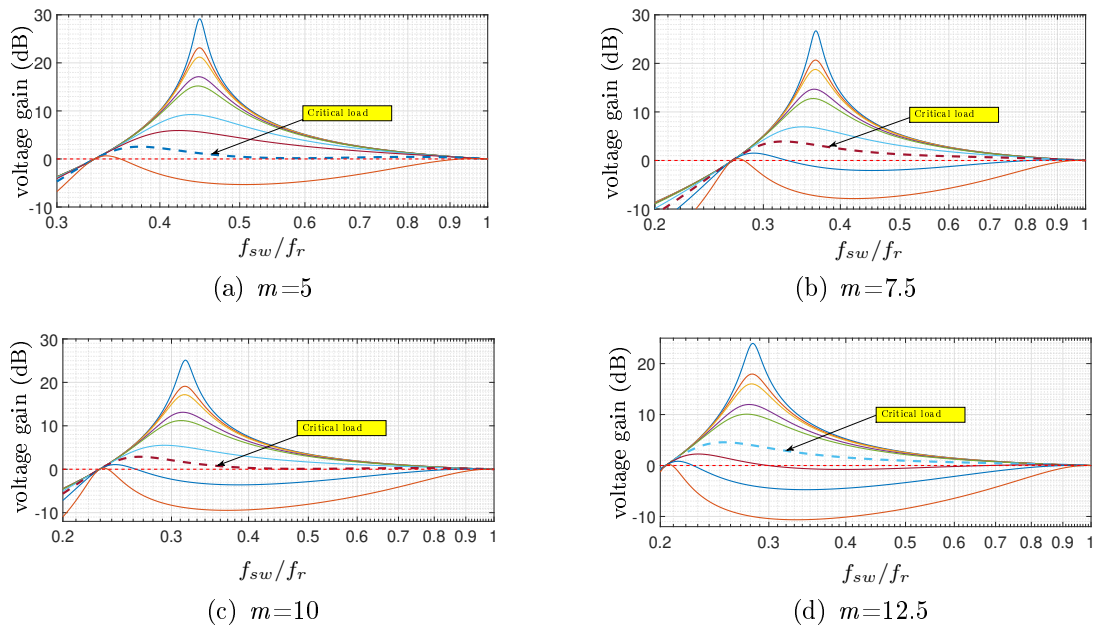 voltage gain (dB)
30
20
10
0
-10
Critical load
0.3 0.4 0.5 0.6 0.7 0.8 0.9 1
f_sw/f_r
(a) m=5
voltage gain (dB)
30
20
10
0
-10
Critical load
0.2 0.3 0.4 0.5 0.6 0.7 0.8 0.9 1
f_sw/f_r
(b) m=7.5
voltage gain (dB)
30
20
10
0
-10
Critical load
0.2 0.3 0.4 0.5 0.6 0.7 0.8 0.9 1
f_sw/f_r
(c) m=10
voltage gain (dB)
20
10
0
-10
Critical load
0.2 0.3 0.4 0.5 0.6 0.7 0.8 0.9 1
f_sw/f_r
(d) m=12.5